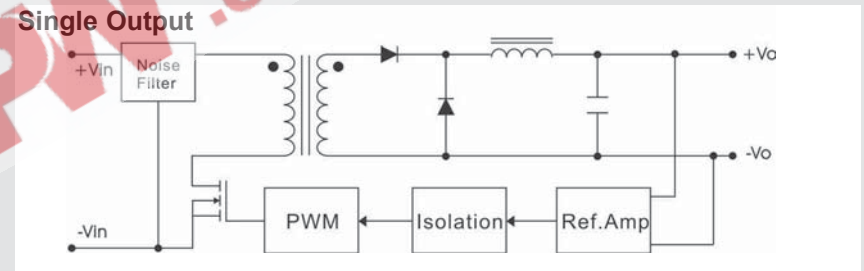 Single Output
+Vin
Noise
Filter
+Vo
-Vo
-Vin
PWM
Isolation
Ref.Amp